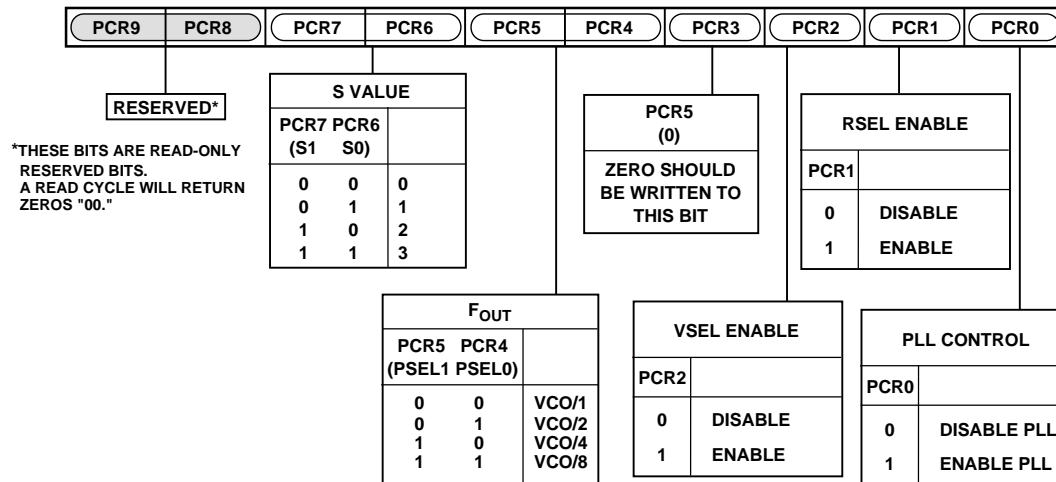 PCR9 PCR8 PCR7 PCR6 PCR5 PCR4 PCR3 PCR2 PCR1 PCR0
RESERVED*
*THESE BITS ARE READ-ONLY
RESERVED BITS.
A READ CYCLE WILL RETURN
ZEROS "00."
S VALUE
PCR7 PCR6
(S1 S0)
0 0 0
0 1 1
1 0 2
1 1 3
PCR5
(0)
ZERO SHOULD
BE WRITTEN TO
THIS BIT
RSEL ENABLE
PCR1
0 DISABLE
1 ENABLE
FOUT
PCR5 PCR4
(PSEL1 PSEL0)
0 0 VCO/1
0 1 VCO/2
1 0 VCO/4
1 1 VCO/8
VSEL ENABLE
PCR2
0 DISABLE
1 ENABLE
PLL CONTROL
PCR0
0 DISABLE PLL
1 ENABLE PLL